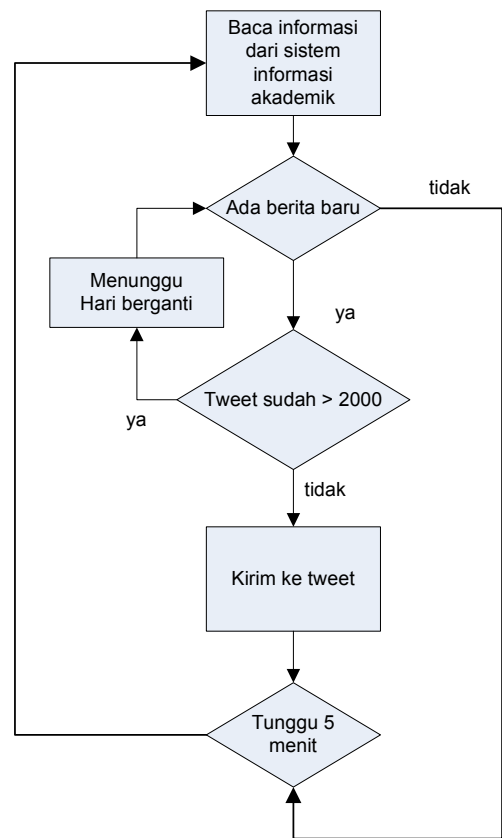 Baca informasi
dari sistem
informasi
akademik
tidak
Ada berita baru
Menunggu
Hari berganti
ya
Tweet sudah > 2000
ya
tidak
Kirim ke tweet
Tunggu 5
menit